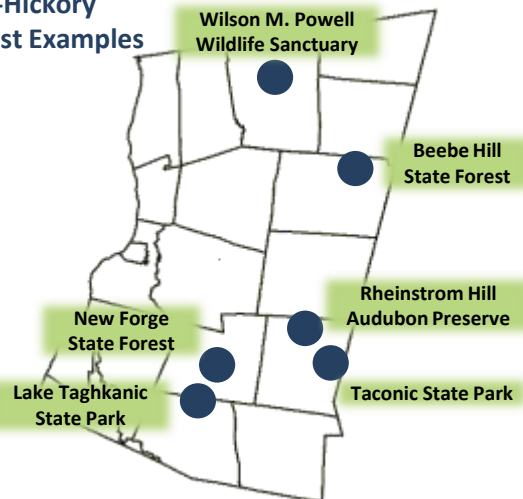 -Hickory
st Examples
Wilson M. Powell
Wildlife Sanctuary
Beebe Hill
State Forest
Rheinstrom Hill
Audubon Preserve
New Forge
State Forest
Taconic State Park
Lake Taghkanic
State Park